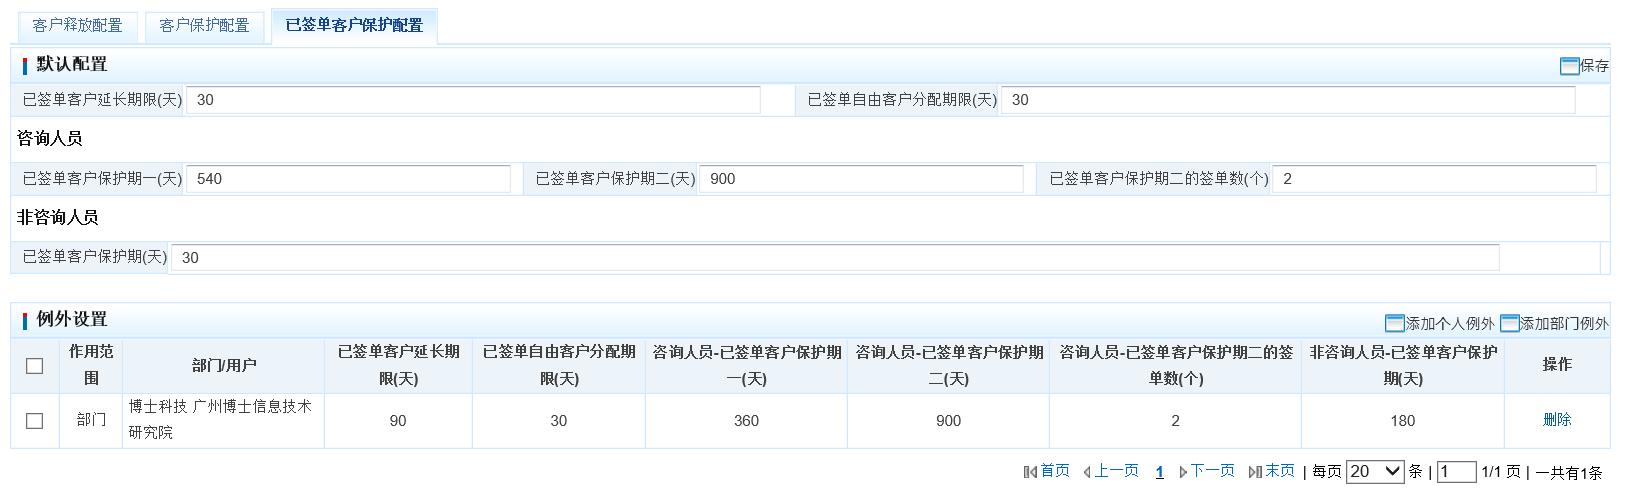 客户释放配置 客户保护配置 已签单客户保护配置
默认配置 保存
已签单客户延长期限(天) 30 已签单自由客户分配期限(天) 30
咨询人员
已签单客户保护期一(天) 540 已签单客户保护期二(天) 900 已签单客户保护期二的签单数(个) 2
非咨询人员
已签单客户保护期(天) 30
例外设置 添加个人例外 添加部门例外
作用范围 部门/用户 已签单客户延长期限(天) 已签单自由客户分配期限(天) 咨询人员-已签单客户保护期一(天) 咨询人员-已签单客户保护期二(天) 咨询人员-已签单客户保护期二的签单数(个) 非咨询人员-已签单客户保护期(天) 操作
部门 博士科技 广州博士信息技术研究院 90 30 360 900 2 180 删除
首页 上一页 1 下一页 末页 | 每页 20 条 | 1 1/1 页 | 一共有1条